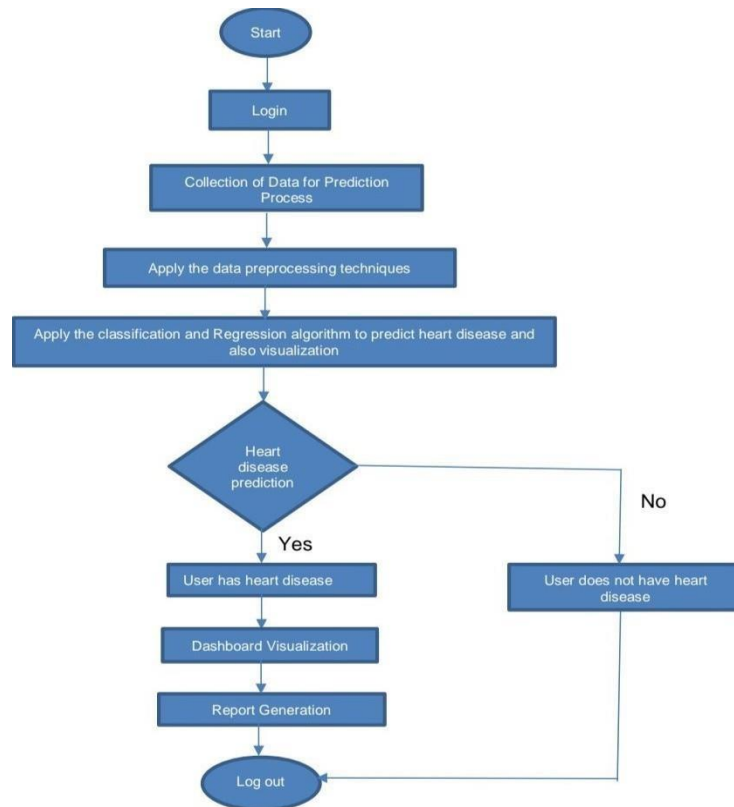 Start
Login
Collection of Data for Prediction
Process
Apply the data preprocessing techniques
Apply the classification and Regression algorithm to predict heart disease and
also visualization
Heart
disease
prediction
No
Yes
User has heart disease
User does not have heart
disease
Dashboard Visualization
Report Generation
Log out